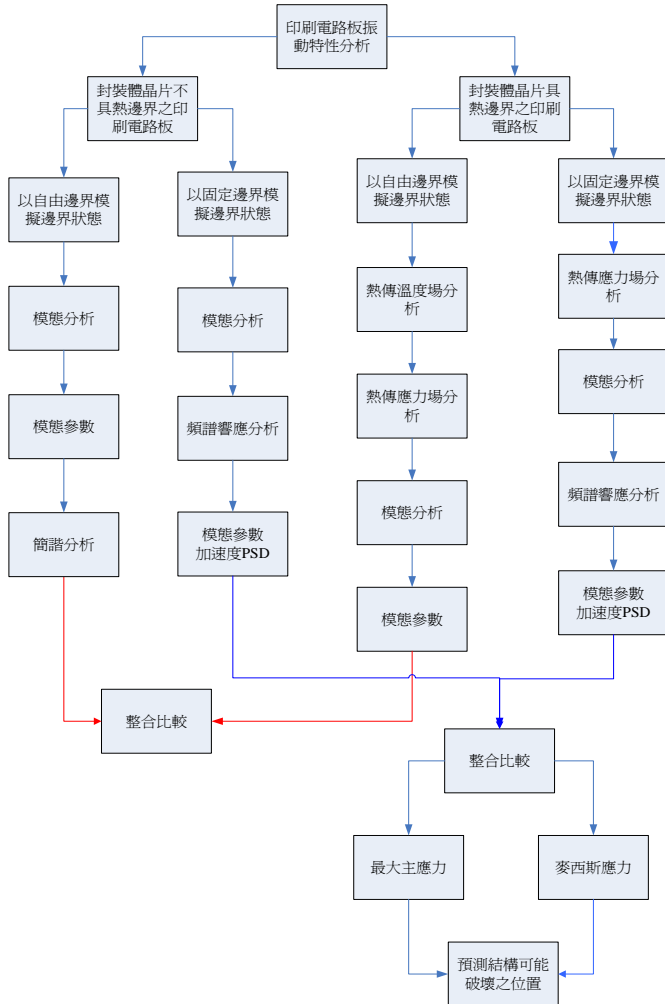 印刷電路板振
動特性分析
封裝體晶片不
具熱邊界之印
刷電路板
封裝體晶片具
熱邊界之印刷
電路板
以自由邊界模
擬邊界狀態
以固定邊界模
擬邊界狀態
以自由邊界模
擬邊界狀態
以固定邊界模
擬邊界狀態
模態分析
模態分析
熱傳溫度場分
析
熱傳應力場分
析
模態參數
頻譜響應分析
熱傳應力場分
析
模態分析
簡諧分析
模態參數
加速度PSD
模態分析
頻譜響應分析
模態參數
模態參數
加速度PSD
整合比較
整合比較
最大主應力
麥西斯應力
預測結構可能
破壞之位置